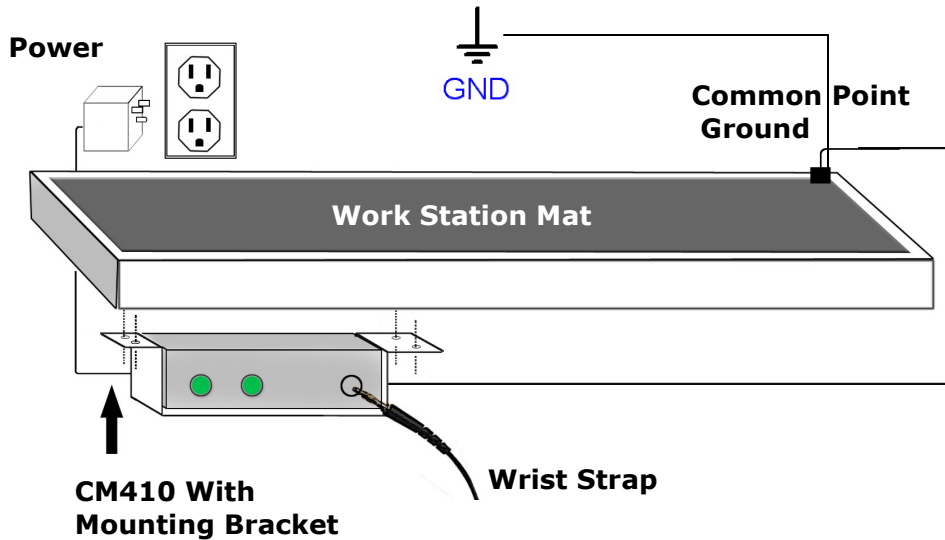 Power
GND
Common Point
Ground
Work Station Mat
Wrist Strap
CM410 With
Mounting Bracket